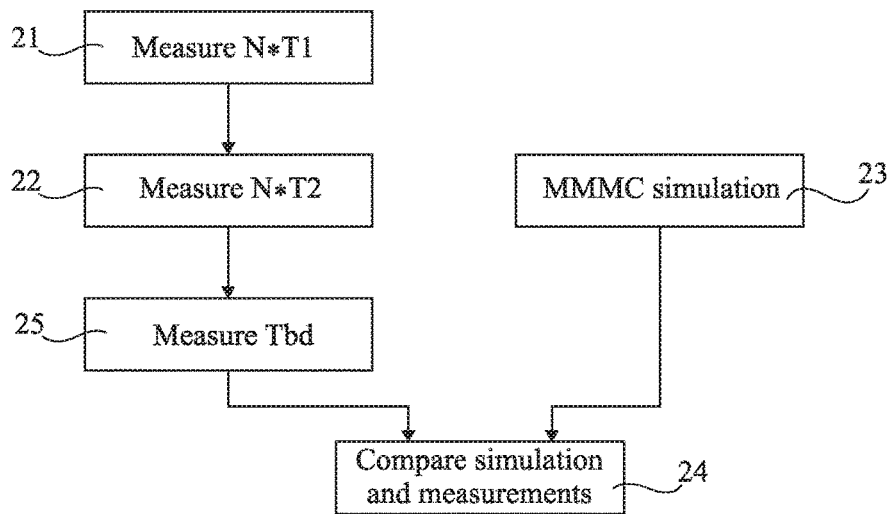 21
Measure N*T1
22
Measure N*T2
MMMC simulation
23
25
Measure Tbd
Compare simulation
and measurements
24